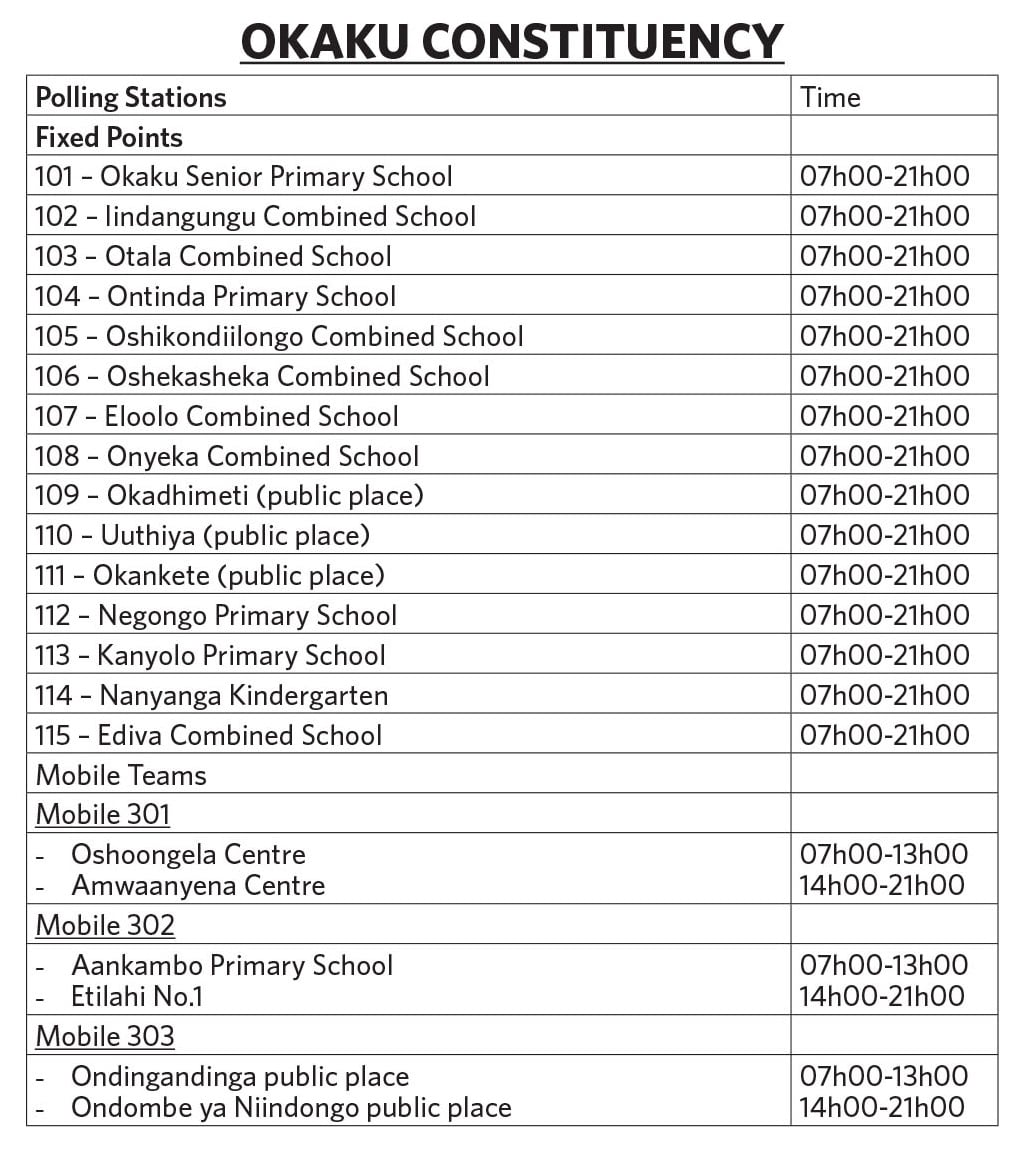 OKAKU CONSTITUENCY
Polling Stations Time
Fixed Points
101 – Okaku Senior Primary School 07h00-21h00
102 – Iindangungu Combined School 07h00-21h00
103 – Otala Combined School 07h00-21h00
104 – Ontinda Primary School 07h00-21h00
105 – Oshikondiilongo Combined School 07h00-21h00
106 – Oshekasheka Combined School 07h00-21h00
107 – Eloolo Combined School 07h00-21h00
108 – Onyeka Combined School 07h00-21h00
109 – Okadhimeti (public place) 07h00-21h00
110 – Uuthiya (public place) 07h00-21h00
111 – Okankete (public place) 07h00-21h00
112 – Negongo Primary School 07h00-21h00
113 – Kanyolo Primary School 07h00-21h00
114 – Nanyanga Kindergarten 07h00-21h00
115 – Ediva Combined School 07h00-21h00
Mobile Teams
Mobile 301
- Oshoongela Centre 07h00-13h00
- Amwaanyena Centre 14h00-21h00
Mobile 302
- Aankambo Primary School 07h00-13h00
- Etilahi No.1 14h00-21h00
Mobile 303
- Ondingandinga public place 07h00-13h00
- Ondombe ya Niindongo public place 14h00-21h00